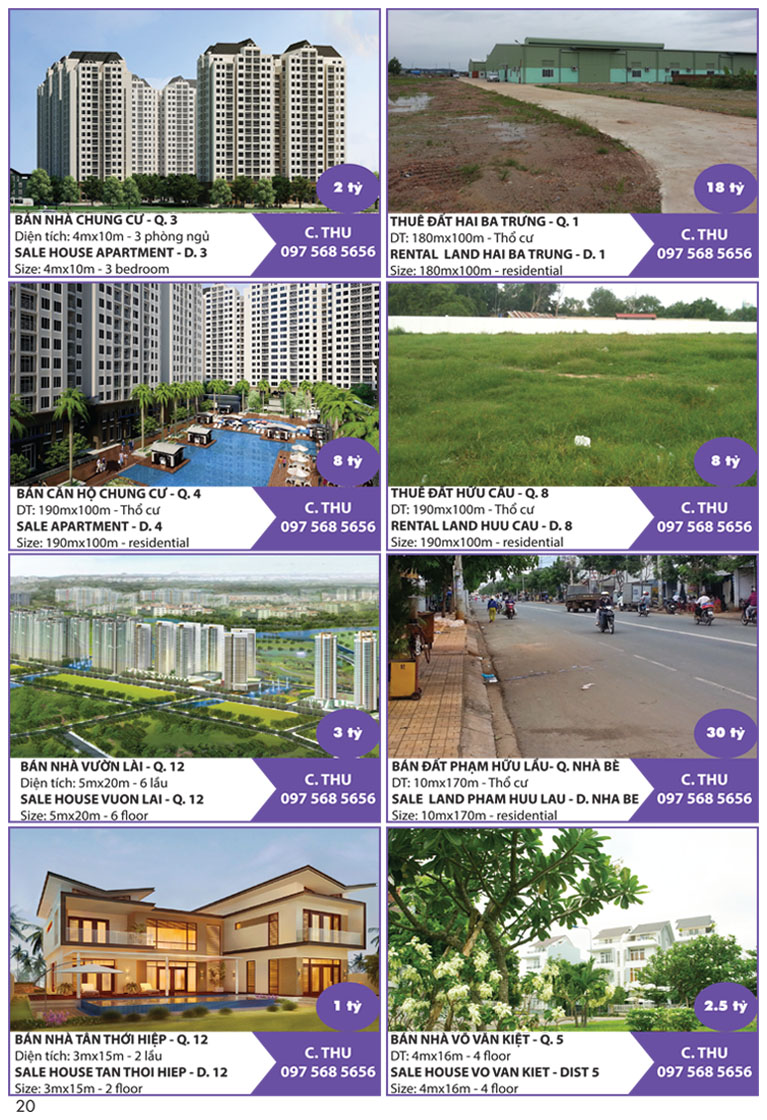 2 tỷ
BÁN NHÀ CHUNG CƯ - Q. 3
Diện tích: 4mx10m - 3 phòng ngủ
SALE HOUSE APARTMENT - D. 3
Size: 4mx10m - 3 bedroom
C. THU
097 568 5656
18 tỷ
THUÊ ĐẤT HAI BA TRƯNG - Q. 1
DT: 180mx100m - Thổ cư
RENTAL LAND HAI BA TRUNG - D. 1
Size: 180mx100m - residential
C. THU
097 568 5656
8 tỷ
BÁN CĂN HỘ CHUNG CƯ - Q. 4
DT: 190mx100m - Thổ cư
SALE APARTMENT - D. 4
Size: 190mx100m - residential
C. THU
097 568 5656
8 tỷ
THUÊ ĐẤT HỮU CẦU - Q. 8
DT: 190mx100m - Thổ cư
RENTAL LAND HUU CAU - D. 8
Size: 190mx100m - residential
C. THU
097 568 5656
3 tỷ
BÁN NHÀ VƯỜN LÀI - Q. 12
Diện tích: 5mx20m - 6 lầu
SALE HOUSE VUON LAI - Q. 12
Size: 5mx20m - 6 floor
C. THU
097 568 5656
30 tỷ
BÁN ĐẤT PHẠM HỮU LẦU- Q. NHÀ BÈ
DT: 10mx170m - Thổ cư
SALE LAND PHAM HUU LAU - D. NHA BE
Size: 10mx170m - residential
C. THU
097 568 5656
1 tỷ
BÁN NHÀ TÂN THỚI HIỆP - Q. 12
Diện tích: 3mx15m - 2 lầu
SALE HOUSE TAN THOI HIEP - D. 12
Size: 3mx15m - 2 floor
C. THU
097 568 5656
2.5 tỷ
BÁN NHÀ VÕ VĂN KIỆT - Q. 5
DT: 4mx16m - 4 floor
SALE HOUSE VO VAN KIET - DIST 5
Size: 4mx16m - 4 floor
C. THU
097 568 5656
20